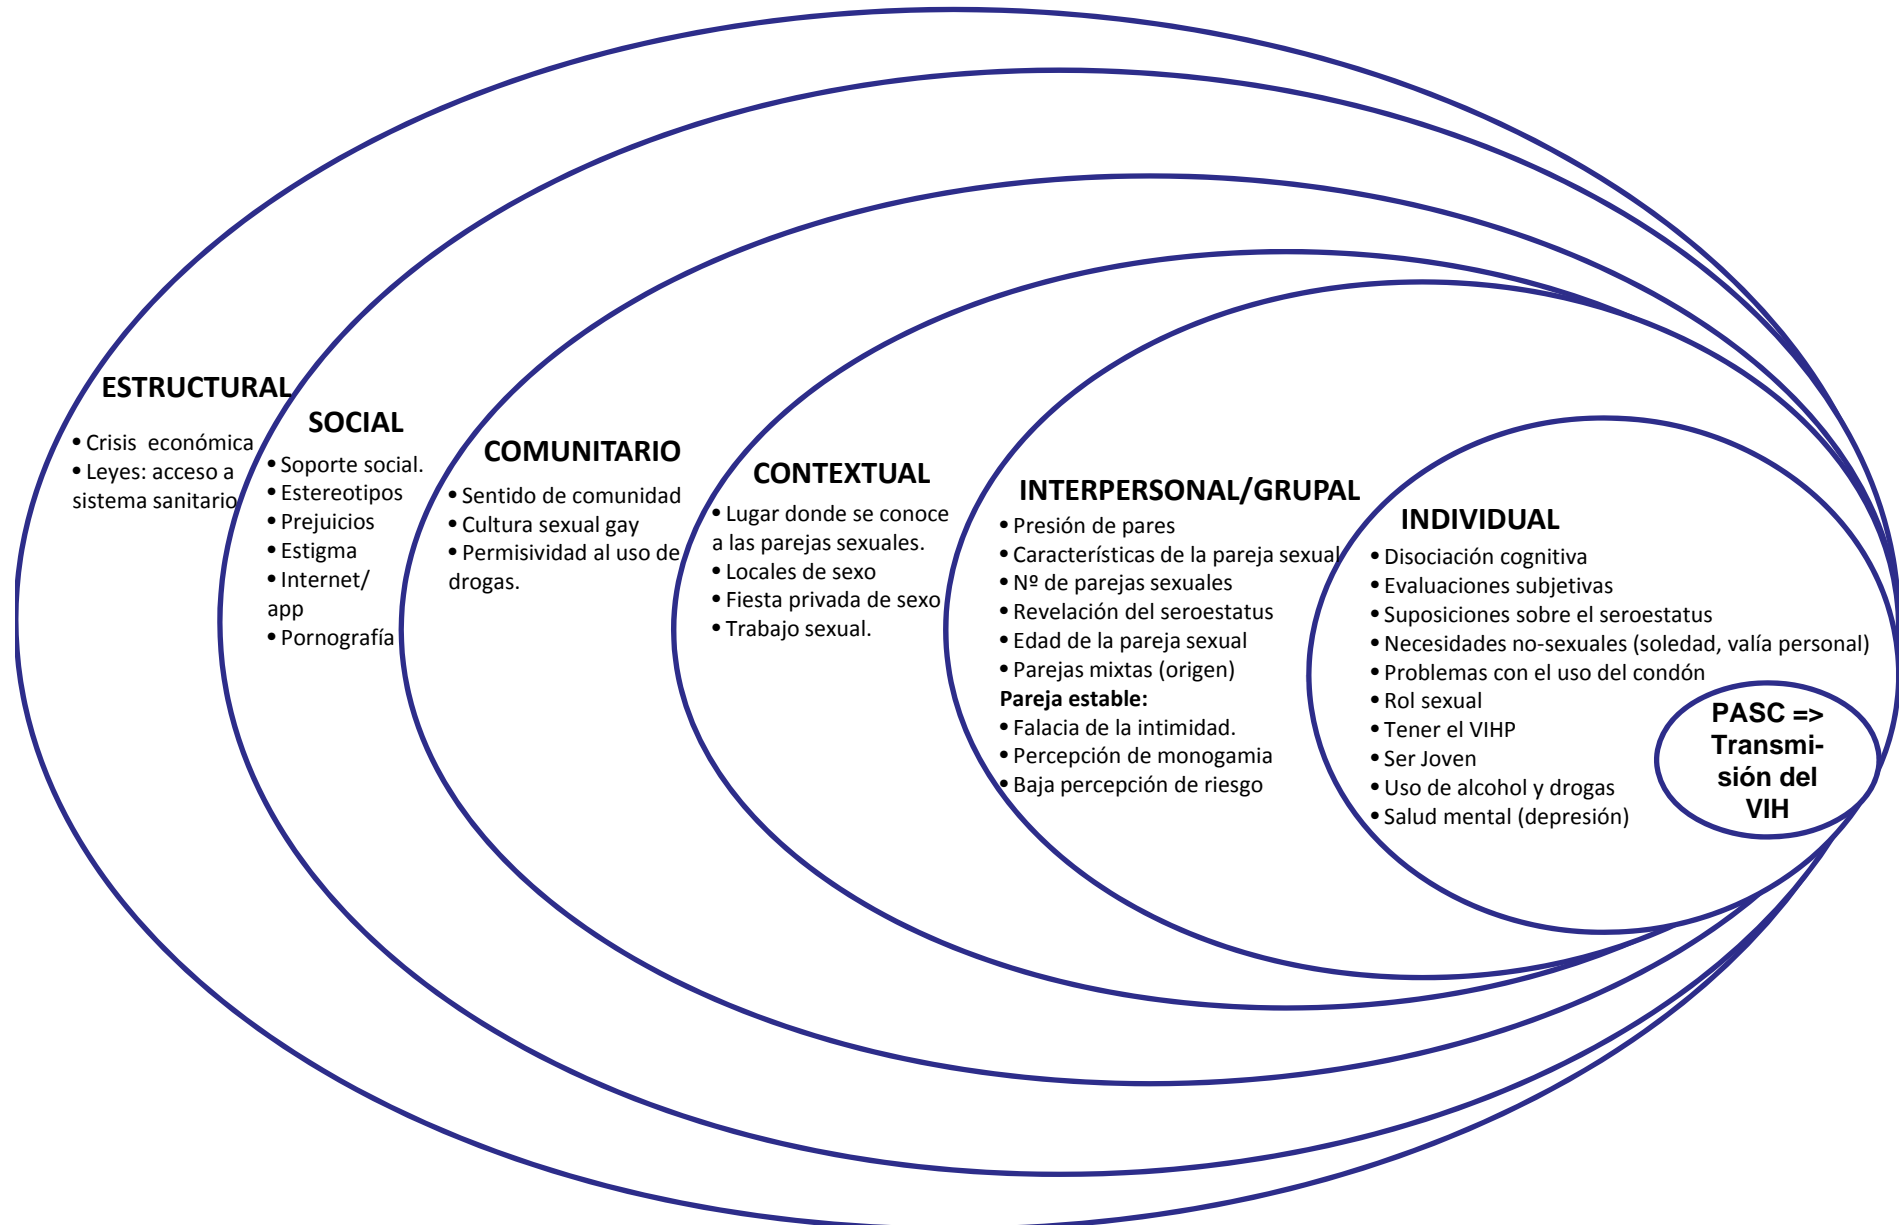 ESTRUCTURAL
• Crisis económica
• Leyes: acceso a
sistema sanitario
SOCIAL
• Soporte social.
• Estereotipos
• Prejuicios
• Estigma
• Internet/
app
• Pornografía
COMUNITARIO
• Sentido de comunidad
• Cultura sexual gay
• Permisividad al uso de
drogas.
CONTEXTUAL
• Lugar donde se conoce
a las parejas sexuales.
• Locales de sexo
• Fiesta privada de sexo
• Trabajo sexual.
INTERPERSONAL/GRUPAL
• Presión de pares
• Características de la pareja sexual
• Nº de parejas sexuales
• Revelación del seroestatus
• Edad de la pareja sexual
• Parejas mixtas (origen)
Pareja estable:
• Falacia de la intimidad.
• Percepción de monogamia
• Baja percepción de riesgo
INDIVIDUAL
• Disociación cognitiva
• Evaluaciones subjetivas
• Suposiciones sobre el seroestatus
• Necesidades no-sexuales (soledad, valía personal)
• Problemas con el uso del condón
• Rol sexual
• Tener el VIHP
• Ser Joven
• Uso de alcohol y drogas
• Salud mental (depresión)
PASC =>
Transmi-
sión del
VIH